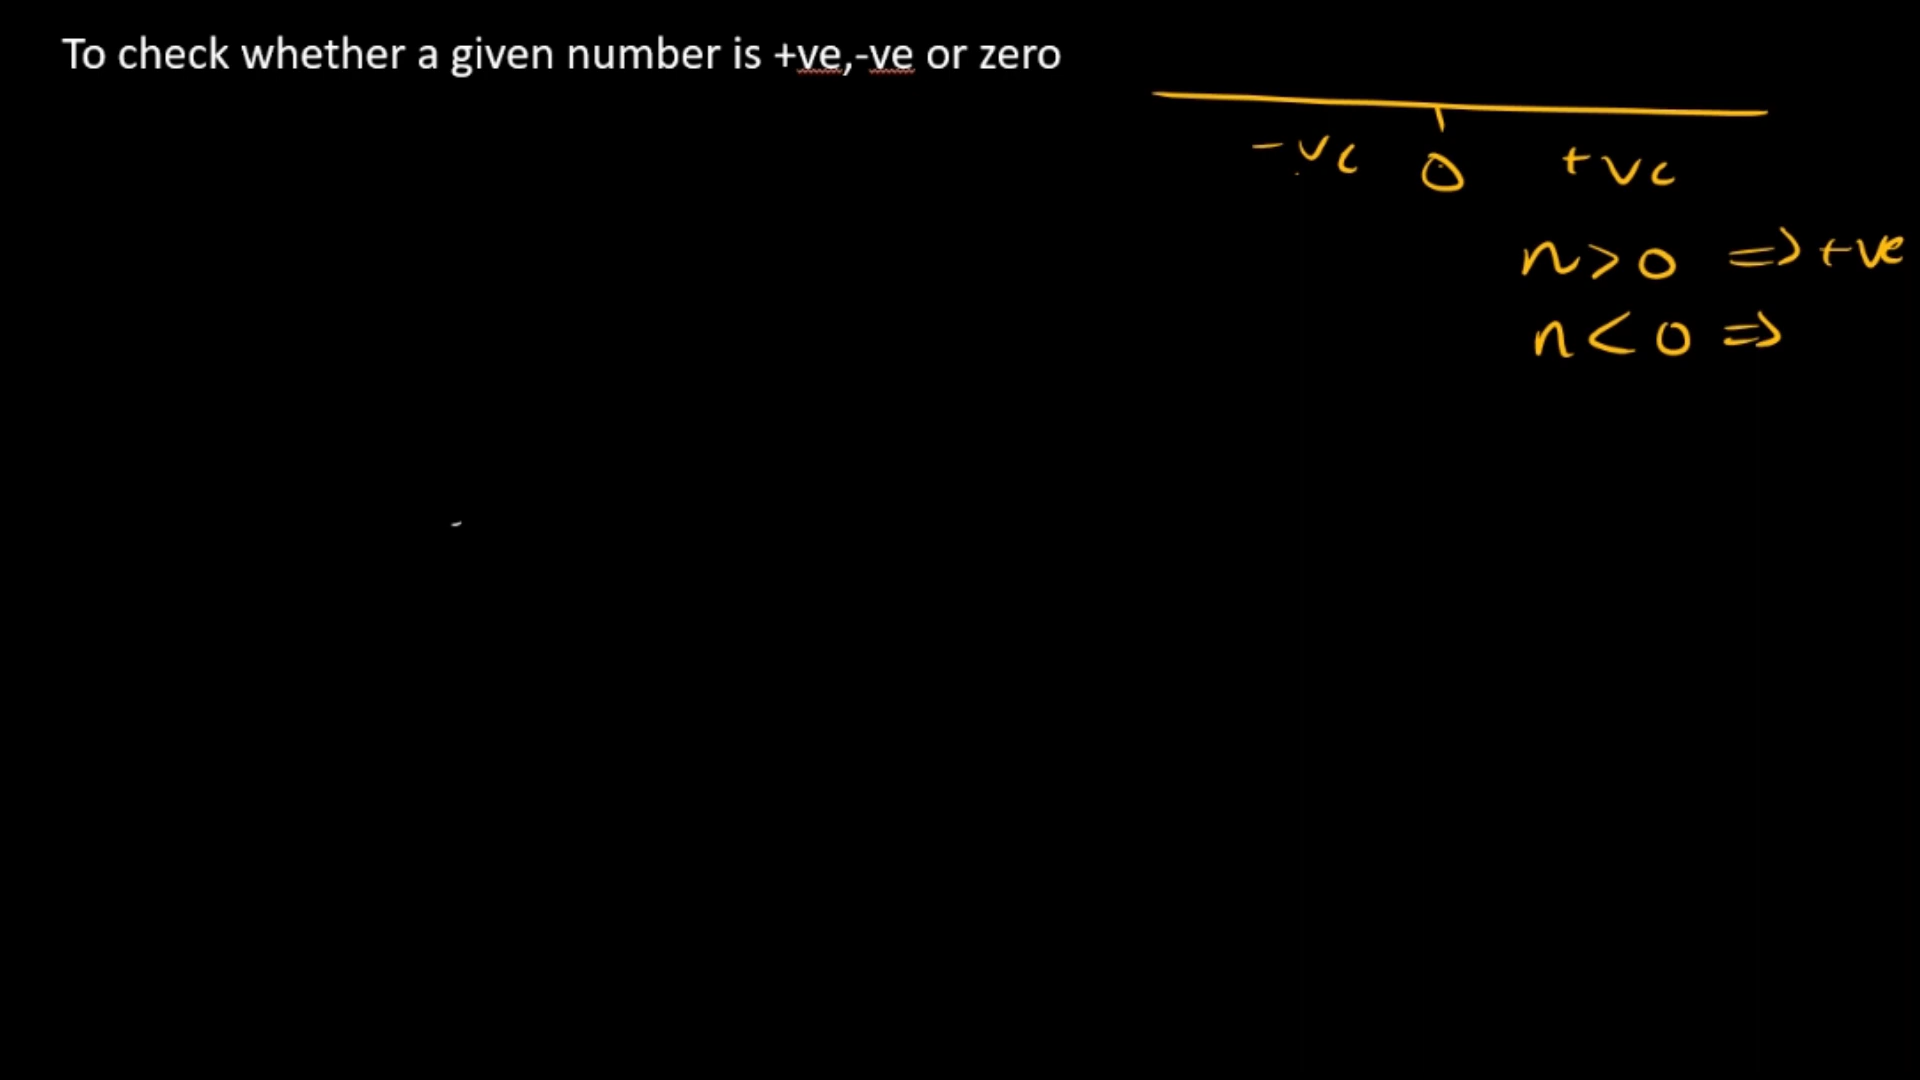 To check whether a given number is +ve,-ve or zero
-ve 0 +ve
n>0 => +ve
n<0 =>